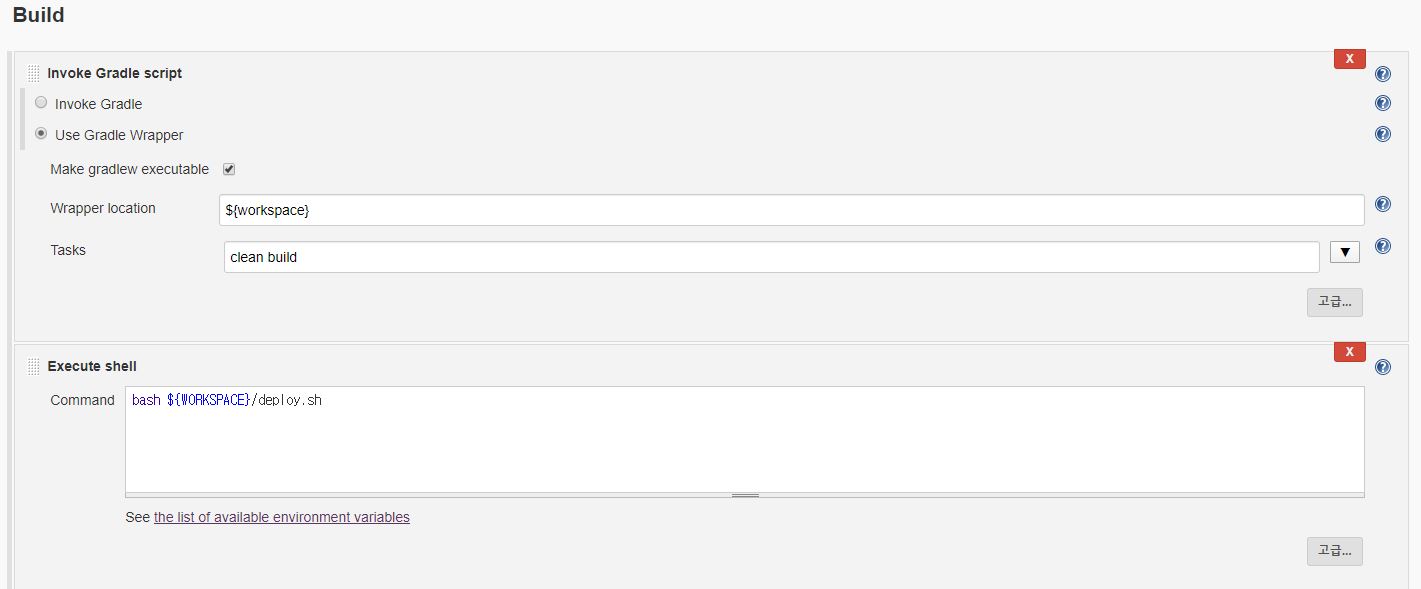 Build
Invoke Gradle script
X
?
Invoke Gradle
?
Use Gradle Wrapper
?
Make gradlew executable
Wrapper location
${workspace}
?
Tasks
clean build
▼
?
고급...
Execute shell
X
?
Command
bash ${WORKSPACE}/deploy.sh
See the list of available environment variables
고급...